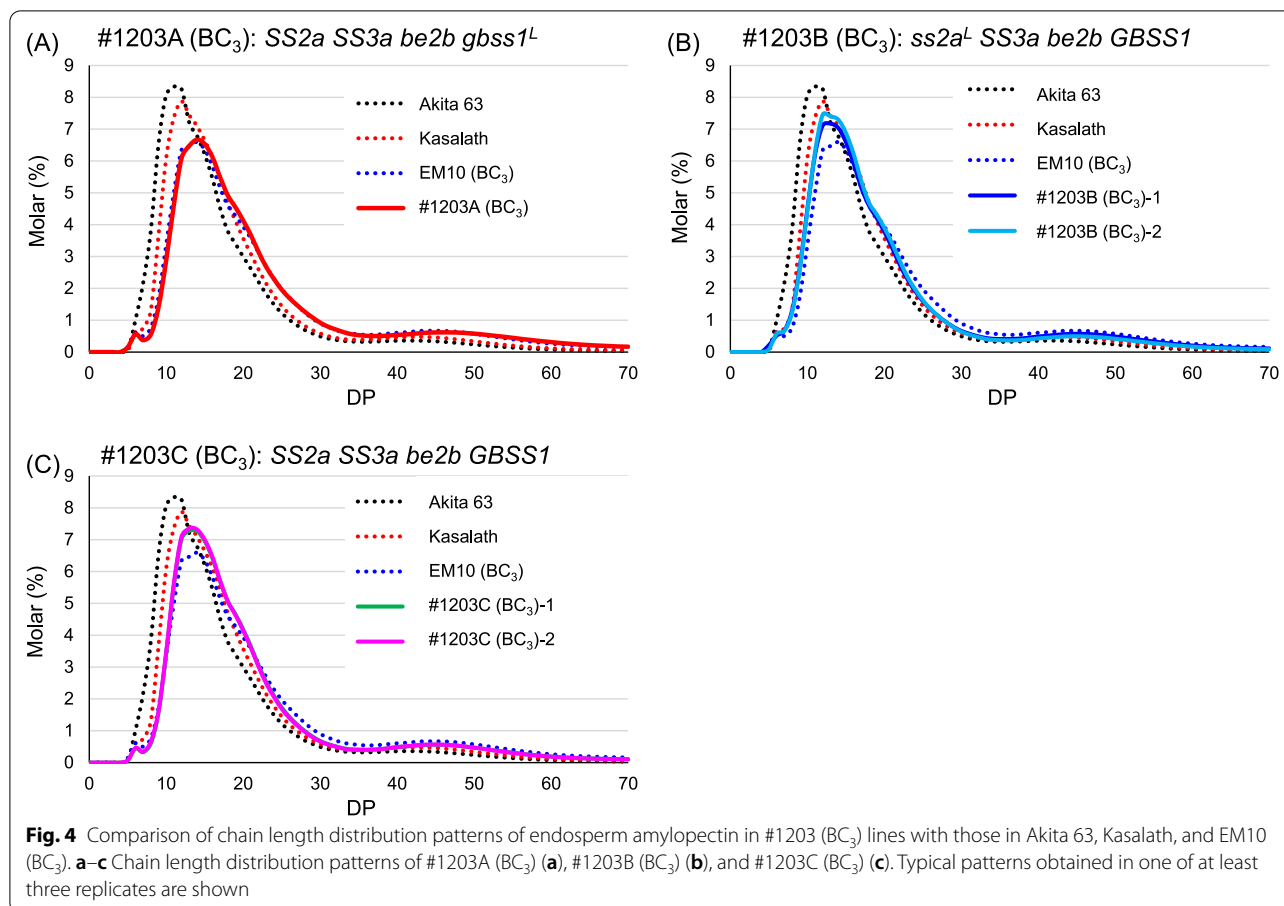 (A) #1203A (BC₃): SS2a SS3a be2b gbss1ᴸ
9
8
7
6
5
4
3
2
1
0
Molar (%)
Akita 63
Kasalath
EM10 (BC₃)
#1203A (BC₃)
0 10 20 30 40 50 60 70
DP
(B) #1203B (BC₃): ss2aᴸ SS3a be2b GBSS1
9
8
7
6
5
4
3
2
1
0
Molar (%)
Akita 63
Kasalath
EM10 (BC₃)
#1203B (BC₃)-1
#1203B (BC₃)-2
0 10 20 30 40 50 60 70
DP
(C) #1203C (BC₃): SS2a SS3a be2b GBSS1
9
8
7
6
5
4
3
2
1
0
Molar (%)
Akita 63
Kasalath
EM10 (BC₃)
#1203C (BC₃)-1
#1203C (BC₃)-2
0 10 20 30 40 50 60 70
DP
Fig. 4 Comparison of chain length distribution patterns of endosperm amylopectin in #1203 (BC₃) lines with those in Akita 63, Kasalath, and EM10
(BC₃). a–c Chain length distribution patterns of #1203A (BC₃) (a), #1203B (BC₃) (b), and #1203C (BC₃) (c). Typical patterns obtained in one of at least
three replicates are shown